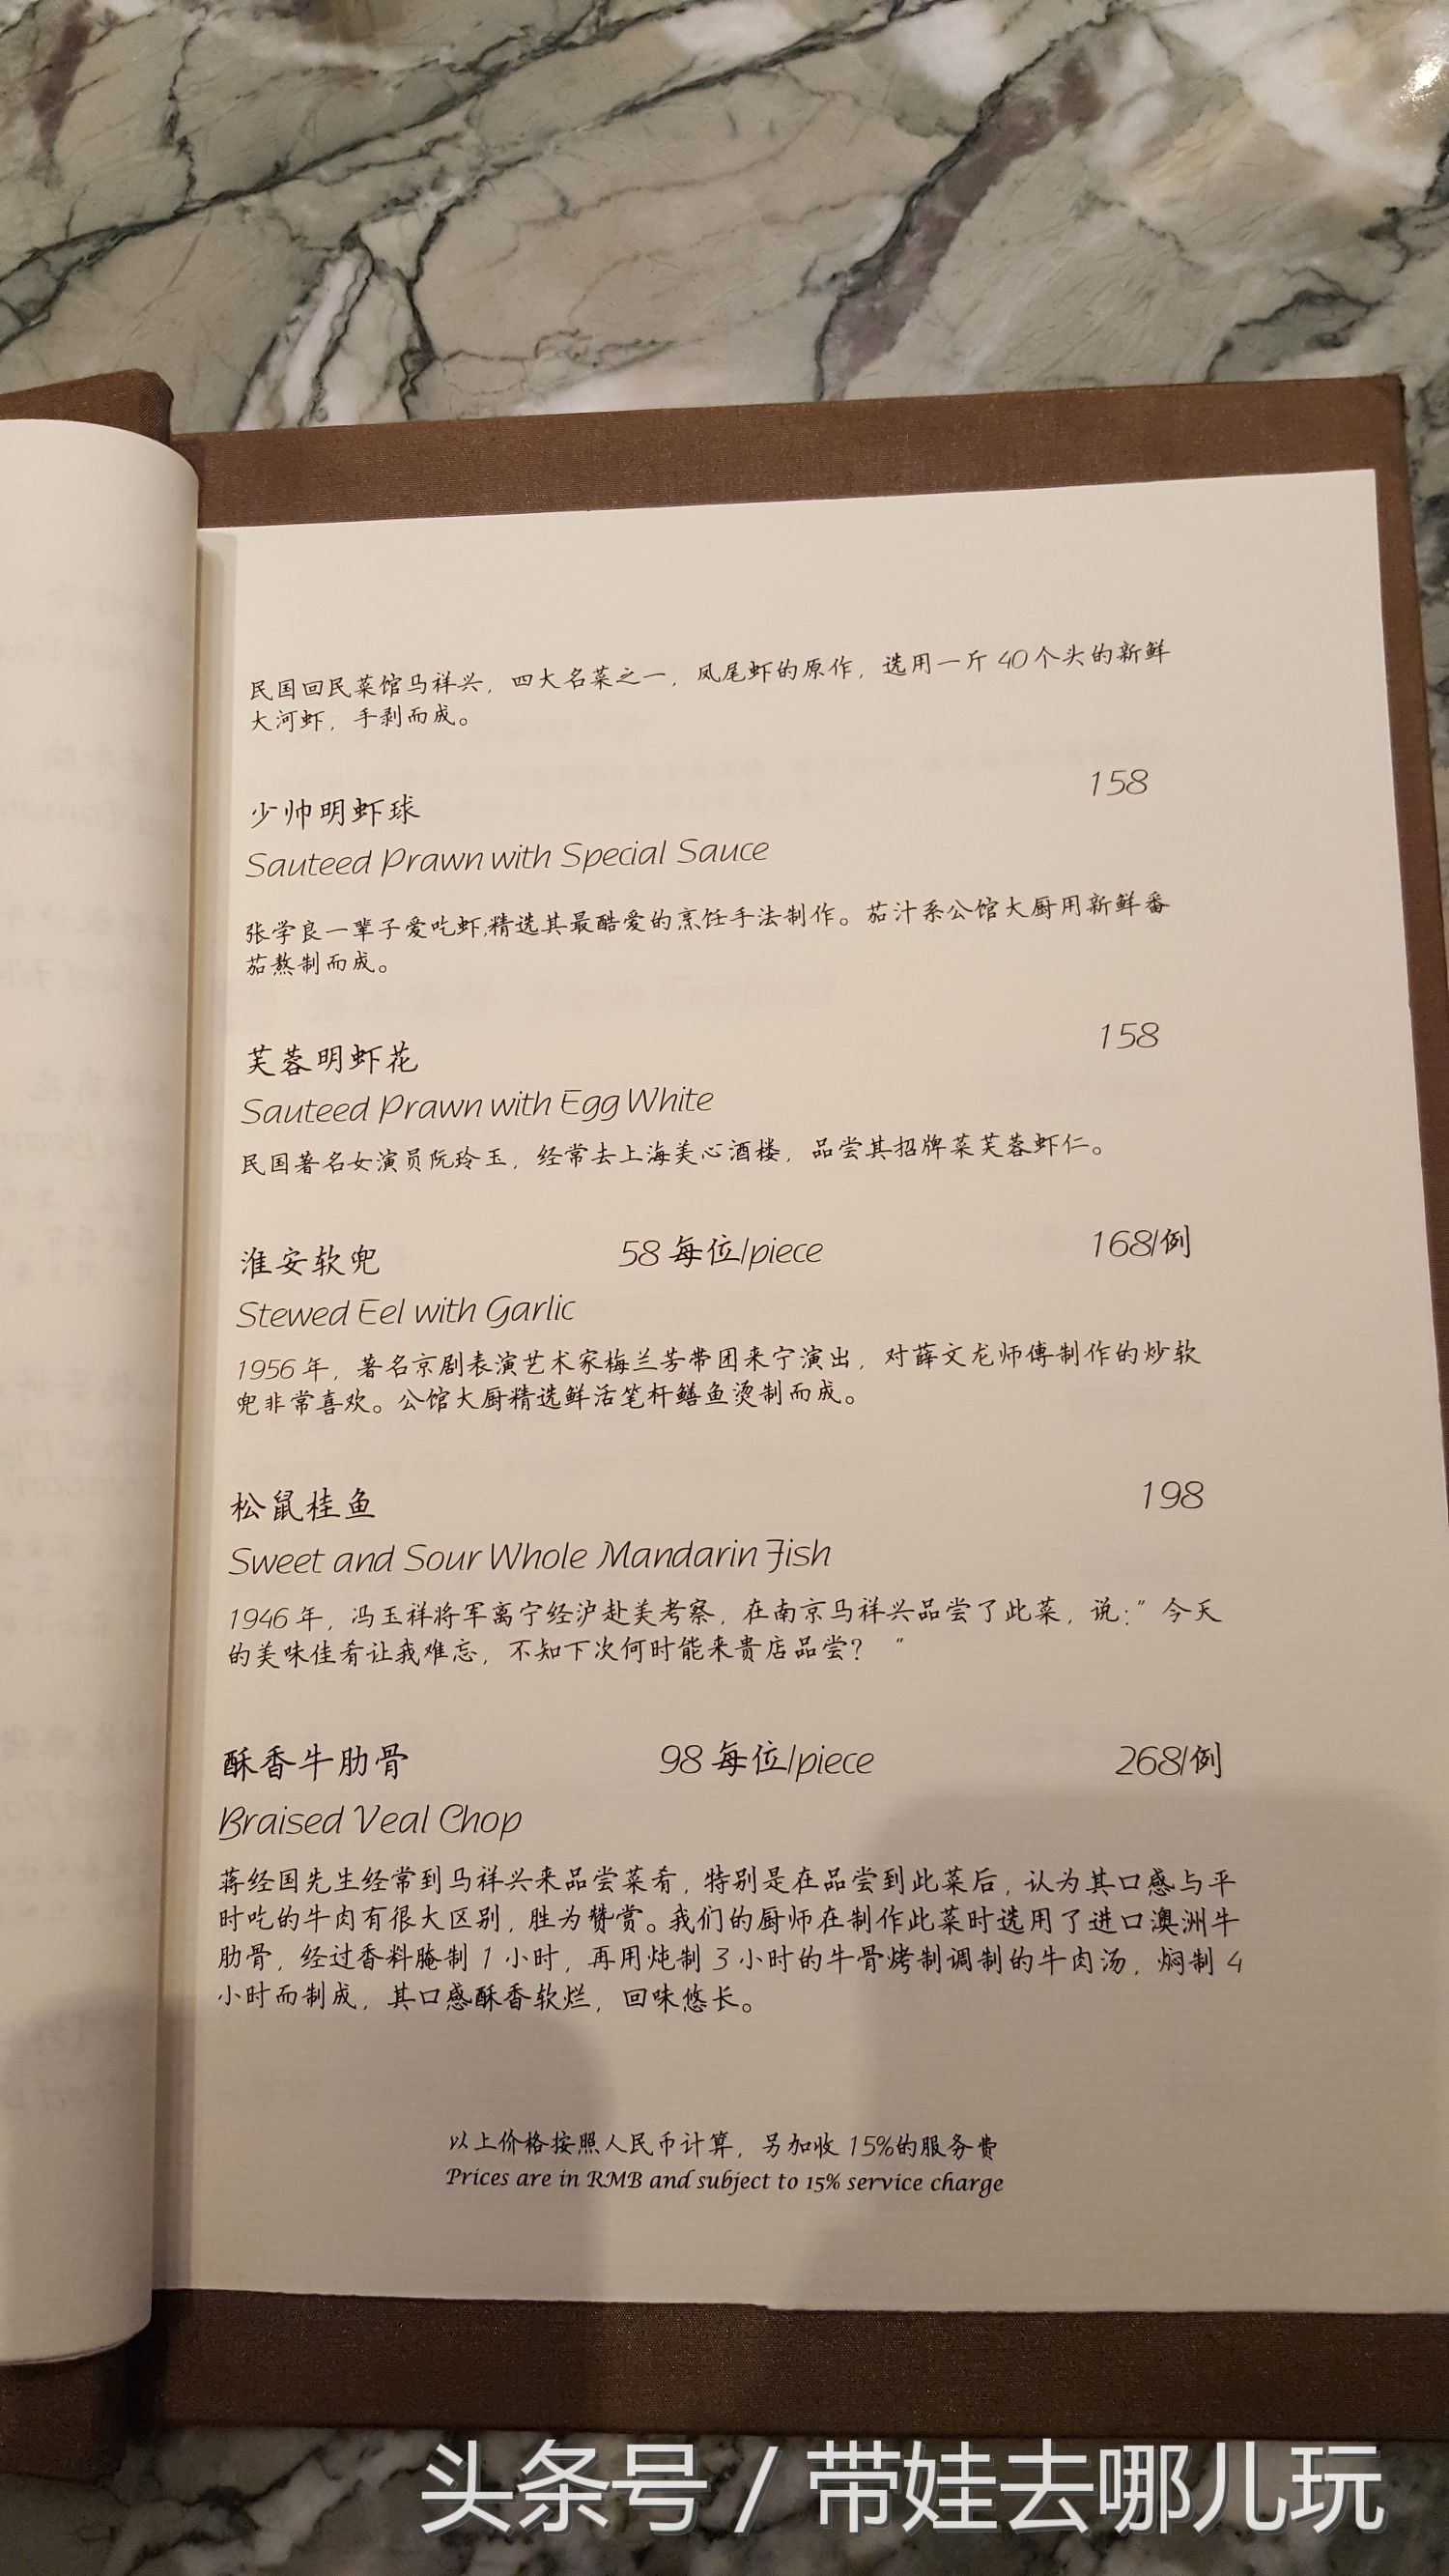 民国回民菜馆马祥兴，四大名菜之一，凤尾虾的原作，选用一斤 40 个头的新鲜
大河虾，手剥而成。
少帅明虾球 158
Sauteed Prawn with Special Sauce
张学良一辈子爱吃虾,精选其最酷爱的烹饪手法制作。茄汁系公馆大厨用新鲜番
茄熬制而成。
芙蓉明虾花 158
Sauteed Prawn with Egg White
民国著名女演员阮玲玉，经常去上海美心酒楼，品尝其招牌菜芙蓉虾仁。
淮安软兜 58 每位/piece 168/例
Stewed Eel with Garlic
1956 年，著名京剧表演艺术家梅兰芳带团来宁演出，对薛文龙师傅制作的炒软
兜非常喜欢。公馆大厨精选鲜活笔杆鳝鱼烫制而成。
松鼠桂鱼 198
Sweet and Sour Whole Mandarin Fish
1946 年，冯玉祥将军离宁经沪赴美考察，在南京马祥兴品尝了此菜，说：”今天
的美味佳肴让我难忘，不知下次何时能来贵店品尝？ “
酥香牛肋骨 98 每位/piece 268/例
Braised Veal Chop
蒋经国先生经常到马祥兴来品尝菜肴，特别是在品尝到此菜后，认为其口感与平
时吃的牛肉有很大区别，胜为赞赏。我们的厨师在制作此菜时选用了进口澳洲牛
肋骨，经过香料腌制 1 小时，再用炖制 3 小时的牛骨烤制调制的牛肉汤，焖制 4
小时而制成，其口感酥香软烂，回味悠长。
以上价格按照人民币计算，另加收 15%的服务费
Prices are in RMB and subject to 15% service charge
头条号 / 带娃去哪儿玩